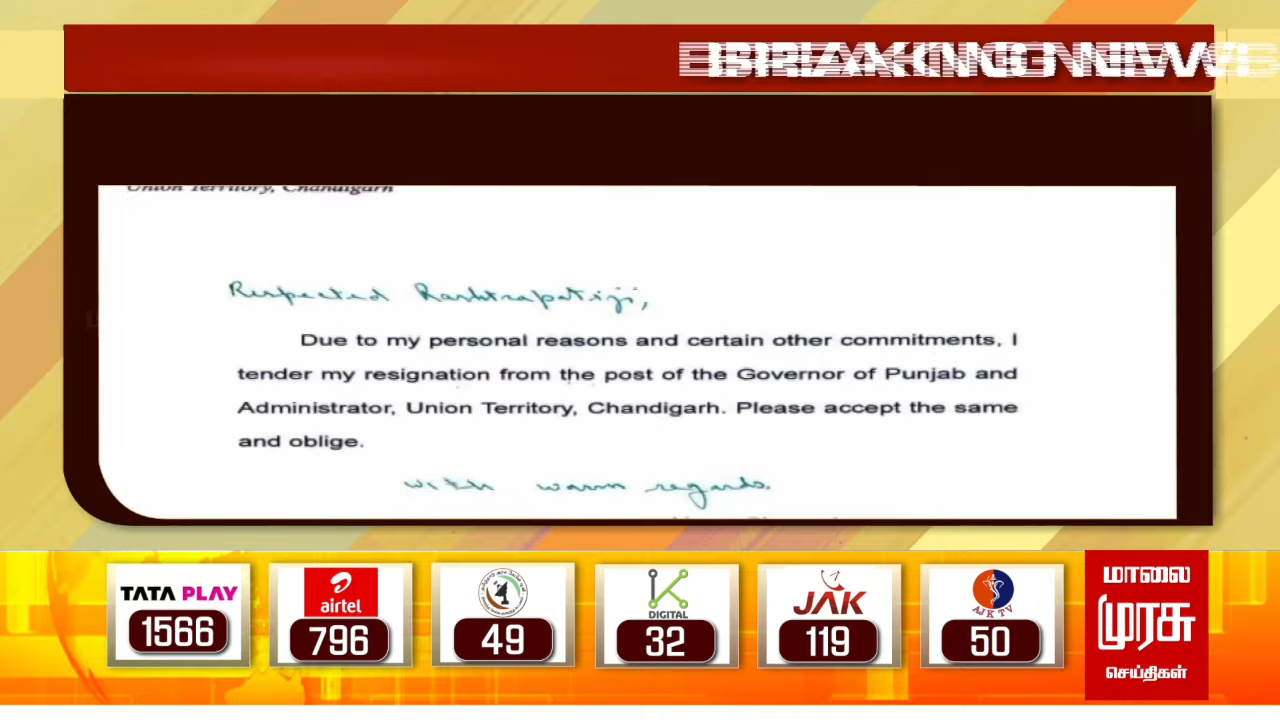 BREAKING NEWS
Union Territory, Chandigarh
Respected Rashtrapatiji,
Due to my personal reasons and certain other commitments, I
tender my resignation from the post of the Governor of Punjab and
Administrator, Union Territory, Chandigarh. Please accept the same
and oblige.
with warm regards.
TATA PLAY
1566
airtel
796
49
DIGITAL
32
JAK
119
AJK TV
50
மாலை
முரசு
செய்திகள்